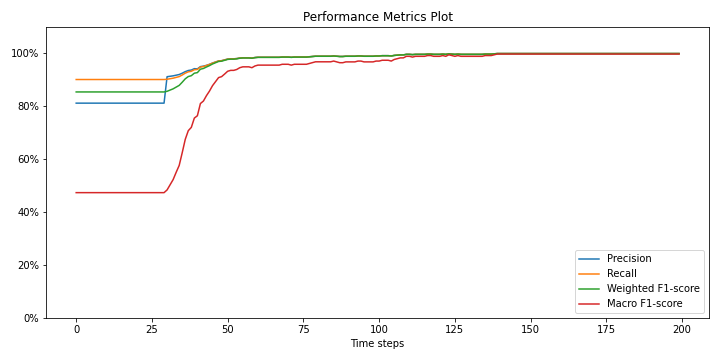 Performance Metrics Plot
100%
80%
60%
40%
20%
0%
0 25 50 75 100 125 150 175 200
Time steps
Precision
Recall
Weighted F1-score
Macro F1-score